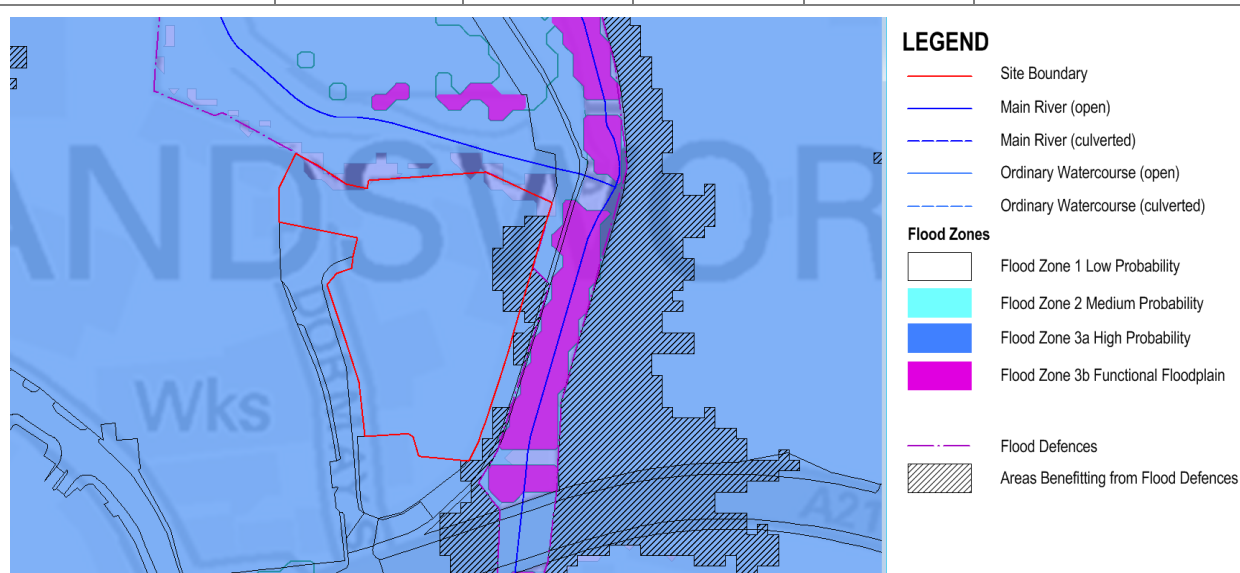 ANDSWOR
DORMAY'S
Wks
A21
LEGEND
Site Boundary
Main River (open)
Main River (culverted)
Ordinary Watercourse (open)
Ordinary Watercourse (culverted)
Flood Zones
Flood Zone 1 Low Probability
Flood Zone 2 Medium Probability
Flood Zone 3a High Probability
Flood Zone 3b Functional Floodplain
Flood Defences
Areas Benefitting from Flood Defences